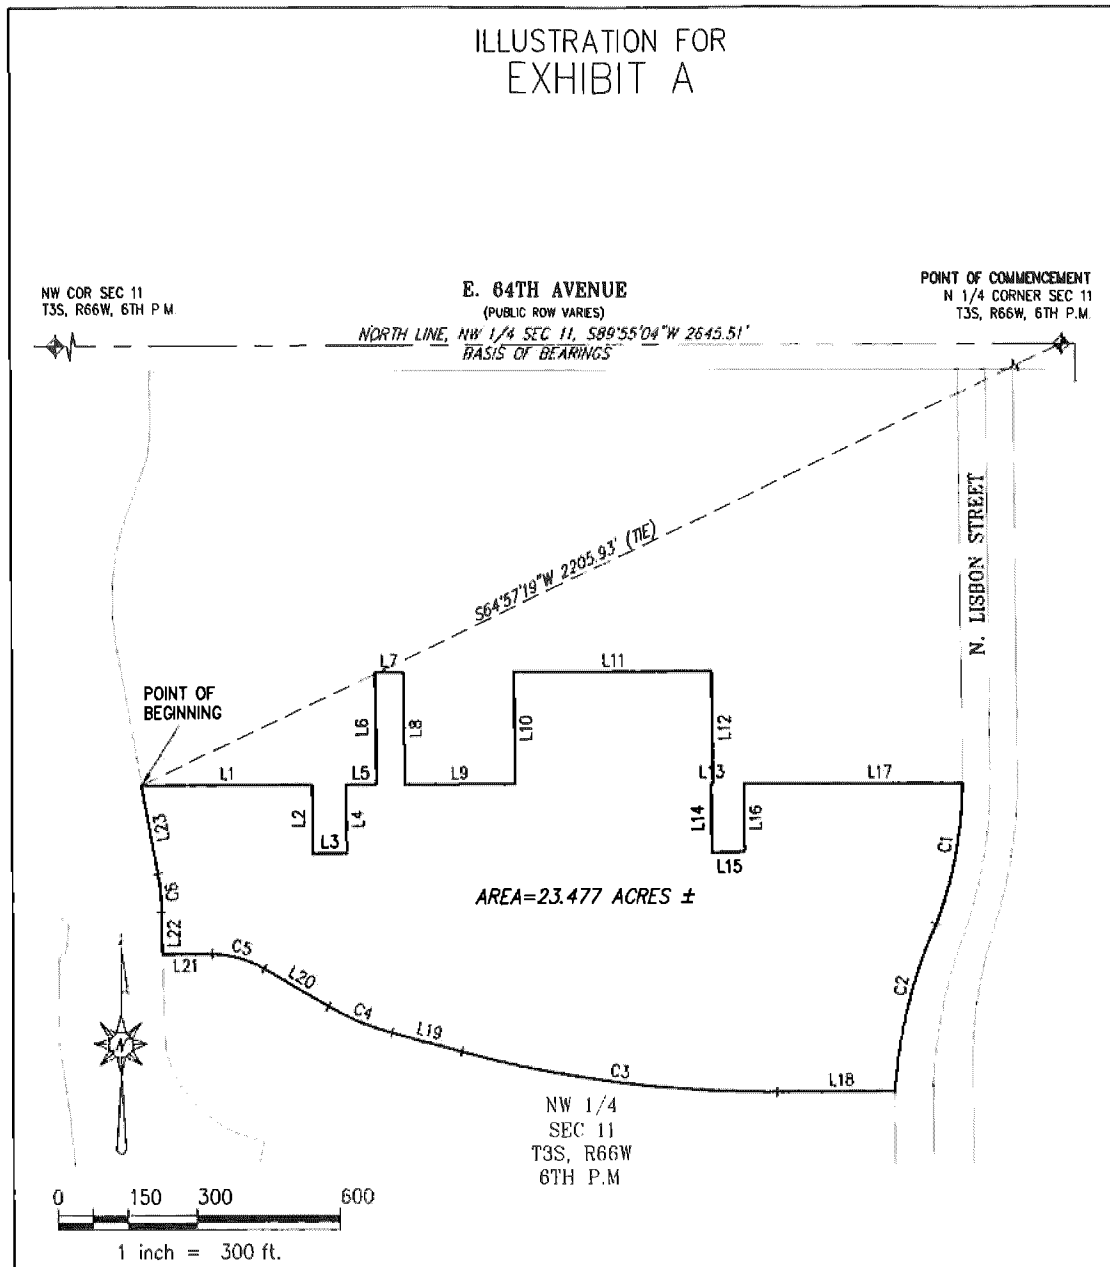 ILLUSTRATION FOR
EXHIBIT A
NW COR SEC 11
T3S, R66W, 6TH P.M.
E. 64TH AVENUE
(PUBLIC ROW VARIES)
NORTH LINE, NW 1/4 SEC 11, S89°55'04"W 2645.51'
BASIS OF BEARINGS
POINT OF COMMENCEMENT
N 1/4 CORNER SEC 11
T3S, R66W, 6TH P.M.
S64°57'19"W 2205.93' (TIE)
N. LISBON STREET
POINT OF
BEGINNING
L1
L2
L3
L4
L5
L6
L7
L8
L9
L10
L11
L12
L13
L14
L15
L16
L17
C1
C2
L18
C3
L19
C4
L20
C5
L21
L22
C6
L23
AREA=23.477 ACRES ±
NW 1/4
SEC 11
T3S, R66W
6TH P.M
N
0 150 300 600
1 inch = 300 ft.